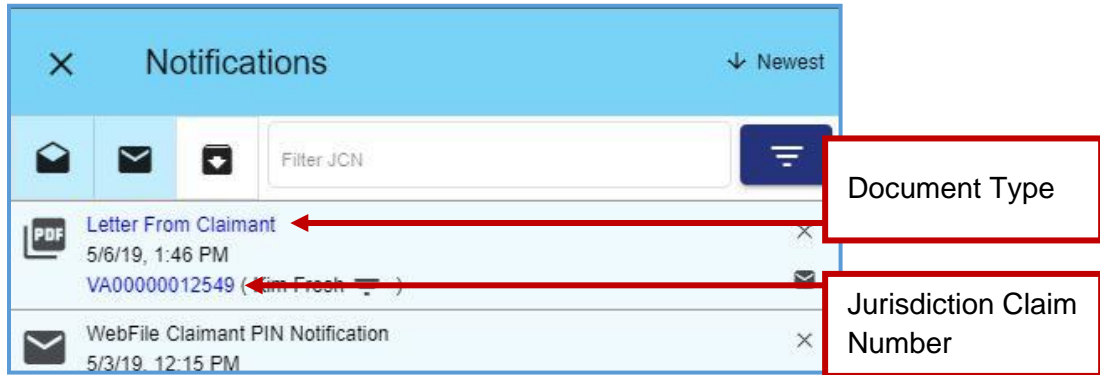 Notifications
Newest
Filter JCN
Document Type
PDF
Letter From Claimant
5/6/19, 1:46 PM
VA00000012549 ( Kim Fresh )
Jurisdiction Claim
Number
WebFile Claimant PIN Notification
5/3/19, 12:15 PM